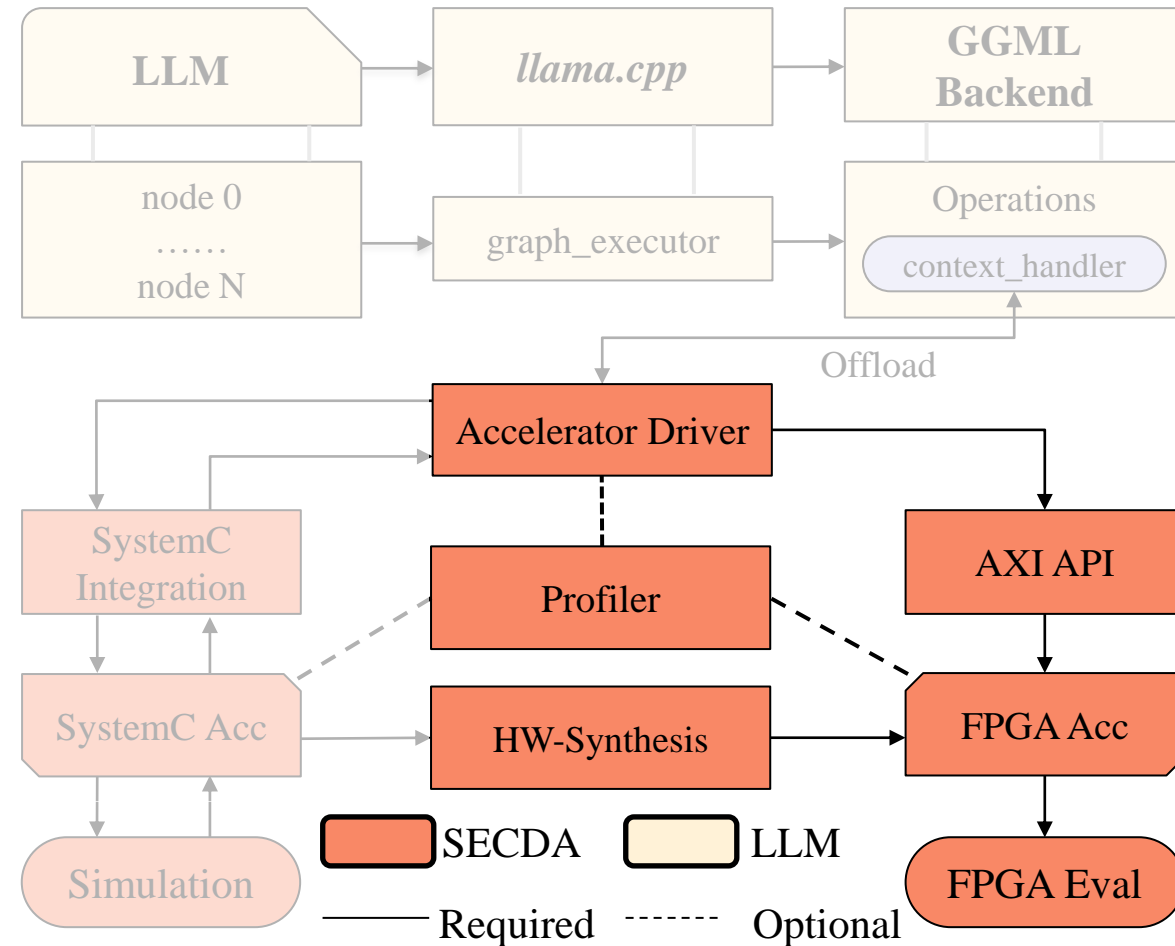 LLM
llama.cpp
GGML
Backend
node 0
……
node N
graph_executor
Operations
context_handler
Offload
Accelerator Driver
SystemC
Integration
Profiler
AXI API
SystemC Acc
HW-Synthesis
FPGA Acc
Simulation
SECDA
LLM
FPGA Eval
Required
Optional